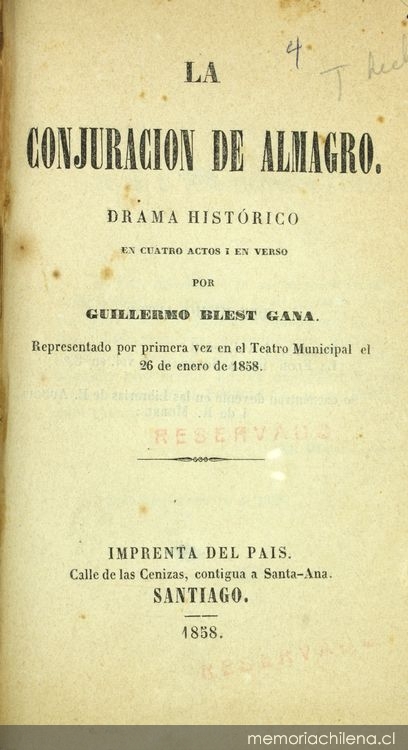 4
LA
CONJURACION DE ALMAGRO.
DRAMA HISTÓRICO
EN CUATRO ACTOS I EN VERSO
POR
GUILLERMO BLEST GANA.
Representado por primera vez en el Teatro Municipal el
26 de enero de 1858.
RESERVADO
IMPRENTA DEL PAIS.
Calle de las Cenizas, contigua a Santa-Ana.
SANTIAGO.
1858.
RESERVADO
memoriachilena.cl